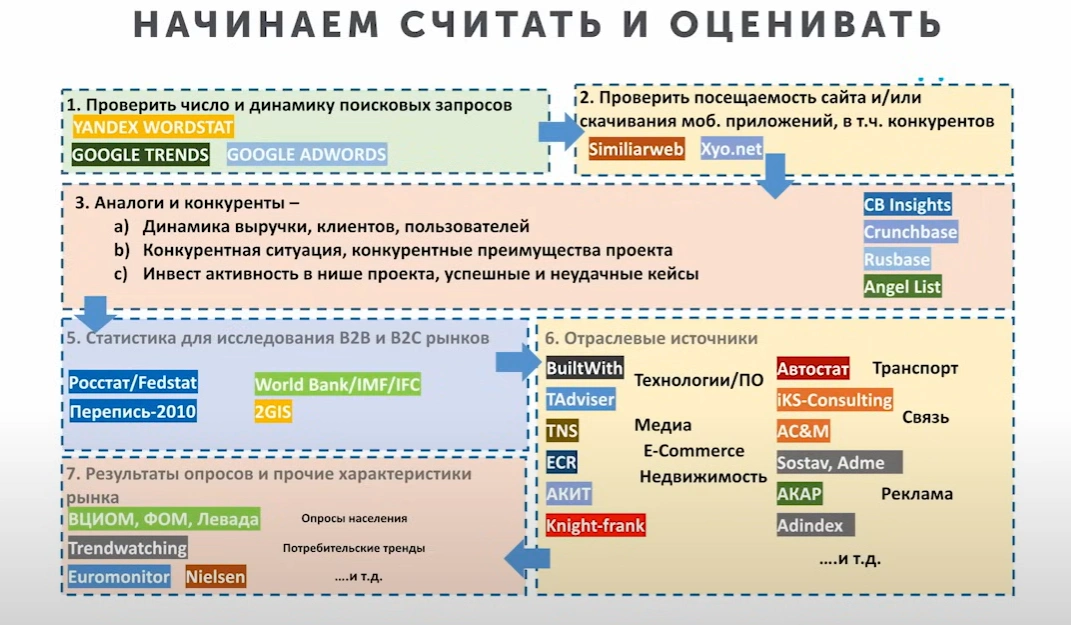 НАЧИНАЕМ СЧИТАТЬ И ОЦЕНИВАТЬ
1. Проверить число и динамику поисковых запросов
YANDEX WORDSTAT
GOOGLE TRENDS GOOGLE ADWORDS
2. Проверить посещаемость сайта и/или
скачивания моб. приложений, в т.ч. конкурентов
Similiarweb Xyo.net
3. Аналоги и конкуренты –
a) Динамика выручки, клиентов, пользователей
b) Конкурентная ситуация, конкурентные преимущества проекта
c) Инвест активность в нише проекта, успешные и неудачные кейсы
CB Insights
Crunchbase
Rusbase
Angel List
5. Статистика для исследования B2B и B2C рынков
Росстат/Fedstat World Bank/IMF/IFC
Перепись-2010 2GIS
6. Отраслевые источники
BuiltWith
Технологии/ПО
TAdviser
TNS
Медиа
E-Commerce
ECR
Недвижимость
АКИТ
Knight-frank
Автостат Транспорт
iKS-Consulting
Связь
AC&M
Sostav, Adme
АКАР Реклама
Adindex
....и т.д.
7. Результаты опросов и прочие характеристики
рынка
ВЦИОМ, ФОМ, Левада Опросы населения
Trendwatching Потребительские тренды
Euromonitor Nielsen ....и т.д.